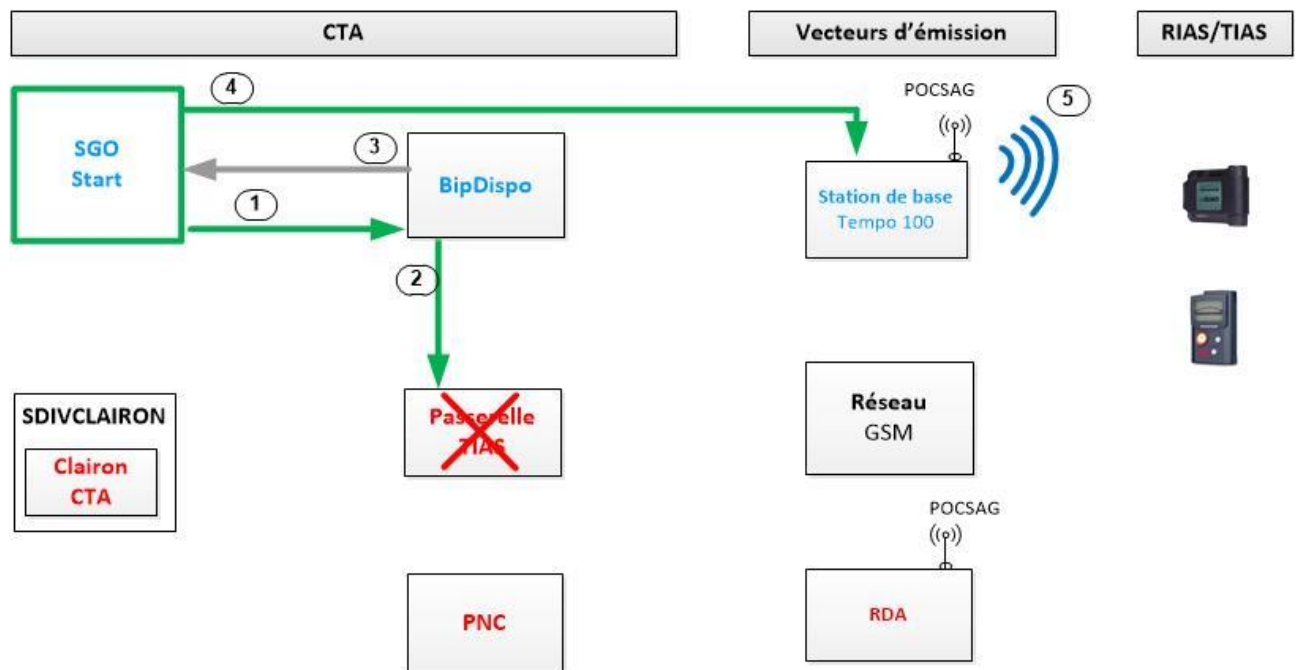 CTA
Vecteurs d'émission
RIAS/TIAS
4
POCSAG
5
SGO
Start
3
BipDispo
1
Station de base
Tempo 100
2
Passerelle
TIAS
Réseau
GSM
SDIVCLAIRON
Clairon
CTA
POCSAG
PNC
RDA